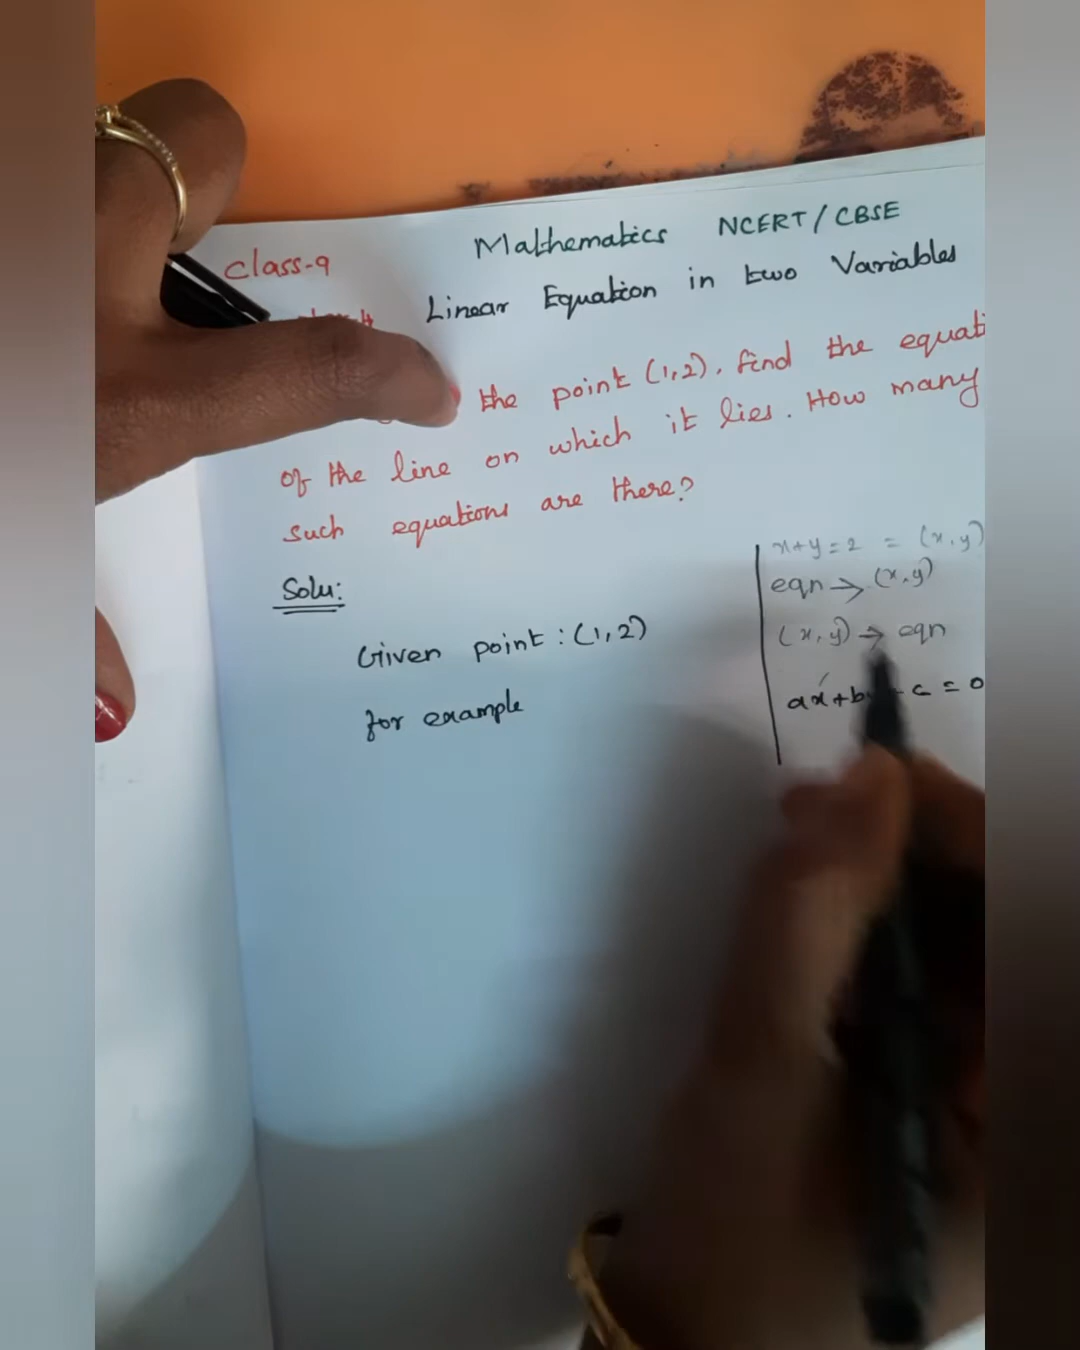 Mathematics NCERT/CBSE
Class-9
Linear Equation in two Variables
the point (1,2). find the equati
of the line on which it lies. How many
such equations are there?
Solu:
Given point : (1,2)
for example
x+y=2 = (x,y)
eqn → (x,y)
(x,y) → eqn
ax+b c=0